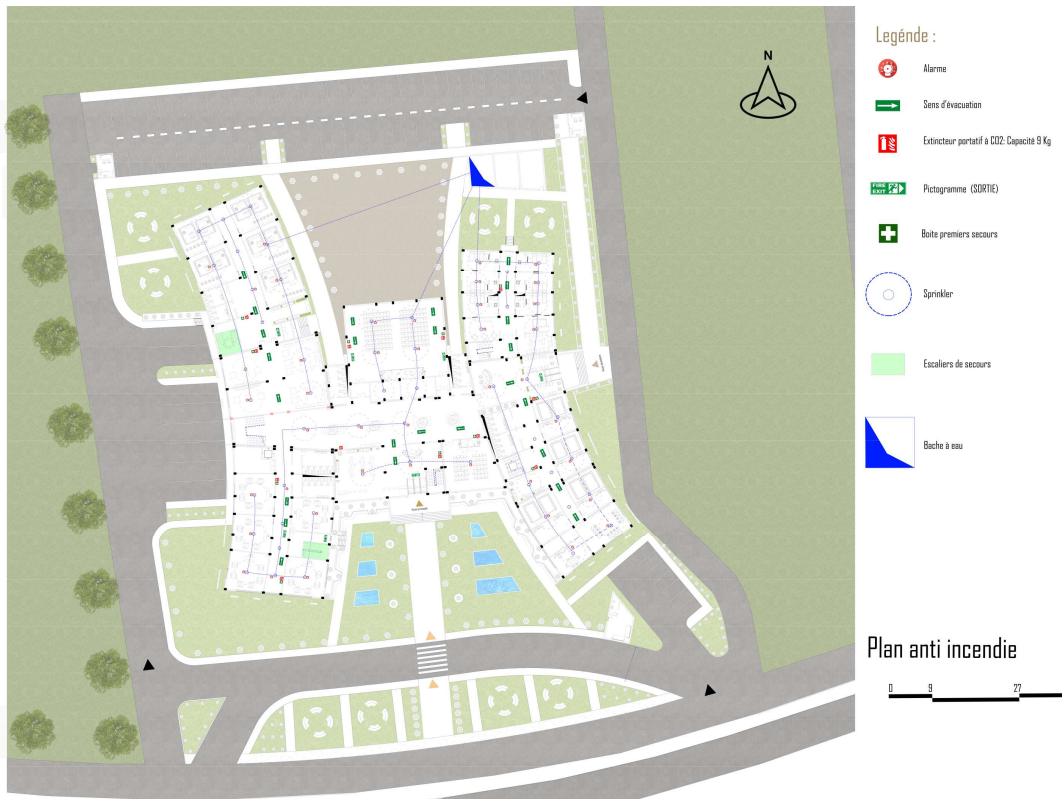 Legénde :
N
Alarme
Sens d'évacuation
Extincteur portatif à CO2: Capacité 9 Kg
FIRE EXIT
Pictogramme (SORTIE)
Boite premiers secours
Sprinkler
Escaliers de secours
Bache à eau
Plan anti incendie
0 9 27